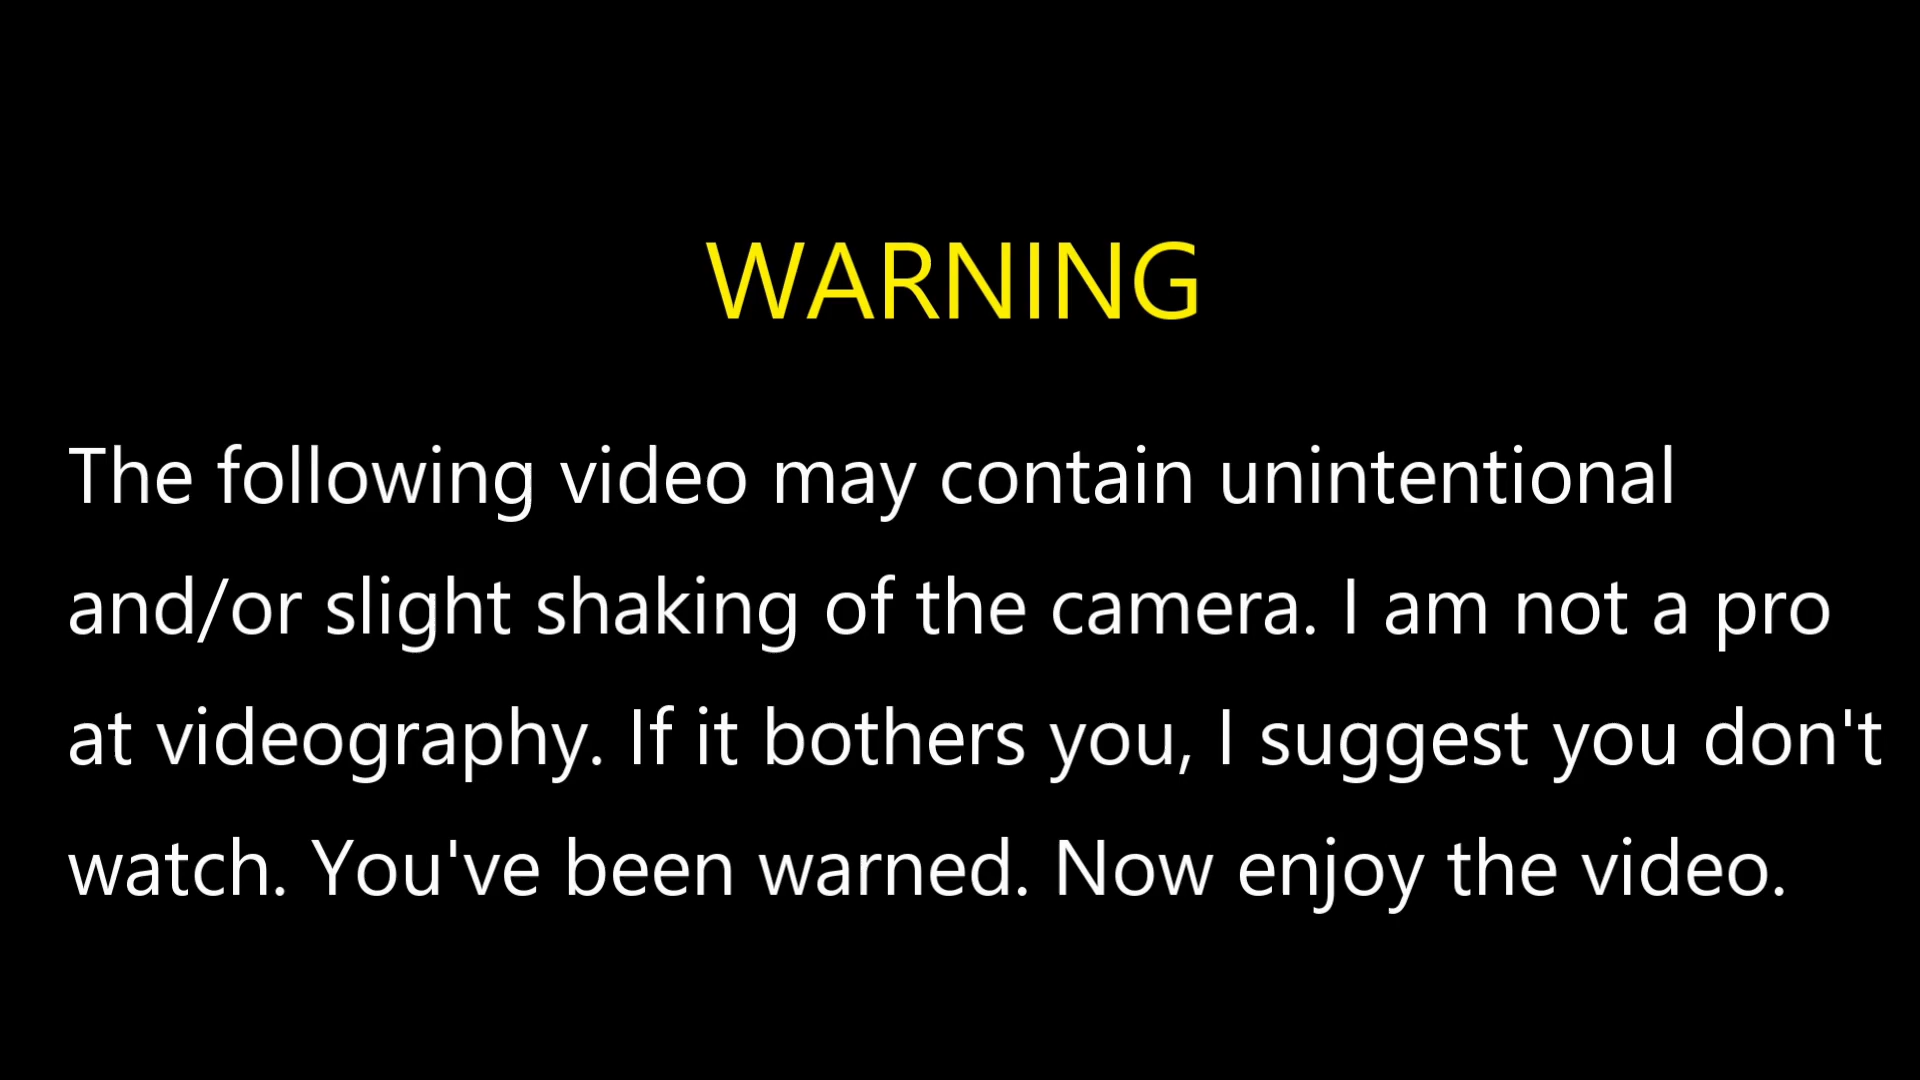 WARNING
The following video may contain unintentional
and/or slight shaking of the camera. I am not a pro
at videography. If it bothers you, I suggest you don't
watch. You've been warned. Now enjoy the video.